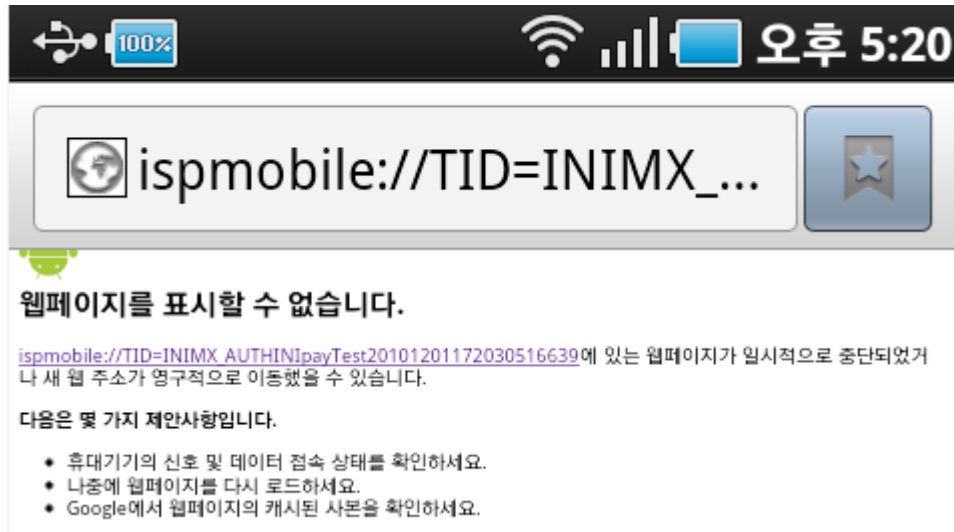 100% 오후 5:20
ispmobile://TID=INIMX_...
웹페이지를 표시할 수 없습니다.
ispmobile://TID=INIMX_AUTHINIpayTest20101201172030516639에 있는 웹페이지가 일시적으로 중단되었거
나 새 웹 주소가 영구적으로 이동했을 수 있습니다.
다음은 몇 가지 제안사항입니다.
• 휴대기기의 신호 및 데이터 접속 상태를 확인하세요.
• 나중에 웹페이지를 다시 로드하세요.
• Google에서 웹페이지의 캐시된 사본을 확인하세요.